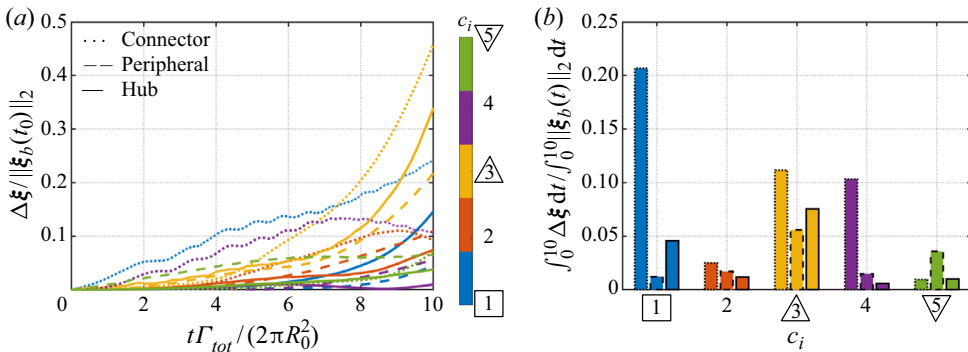 (a)
0.5
0.4
0.3
0.2
0.1
0
Δξ/||ξ_b(t_0)||_2
Connector
Peripheral
Hub
0 2 4 6 8 10
tΓ_tot/(2πR_0^2)
c_i
5
4
3
2
1
(b)
0.25
0.20
0.15
0.10
0.05
0
∫_0^10 Δξ dt/∫_0^10 ||ξ_b(t)||_2 dt
1 2 3 4 5
c_i